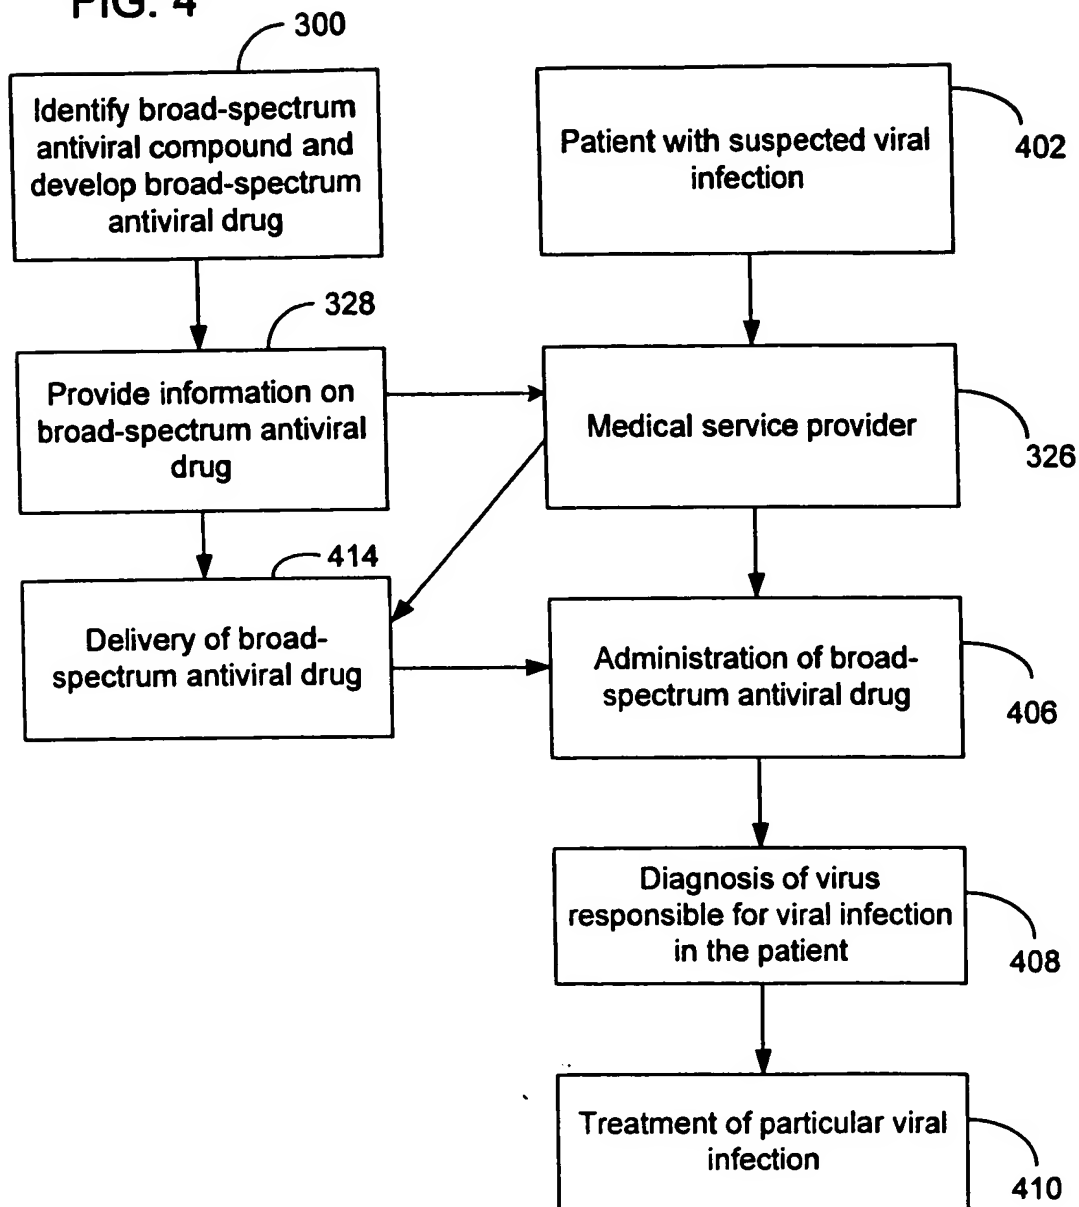 FIG. 4
300
Identify broad-spectrum
antiviral compound and
develop broad-spectrum
antiviral drug
Patient with suspected viral
infection
402
328
Provide information on
broad-spectrum antiviral
drug
Medical service provider
326
414
Delivery of broad-
spectrum antiviral drug
Administration of broad-
spectrum antiviral drug
406
Diagnosis of virus
responsible for viral infection
in the patient
408
Treatment of particular viral
infection
410